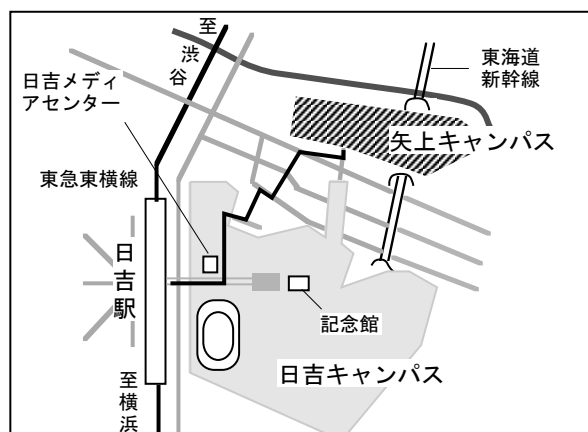 至
渋
谷
東海道
新幹線
日吉メディ
アセンター
矢上キャンパス
東急東横線
日
吉
駅
記念館
日吉キャンパス
至
横
浜